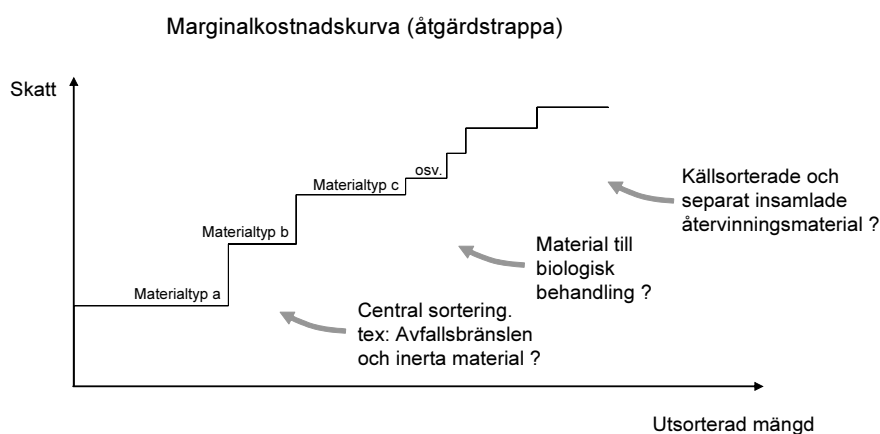 Marginalkostnadskurva (åtgärdstrappa)
Skatt
osv.
Materialtyp c
Materialtyp b
Materialtyp a
Källsorterade och
separat insamlade
återvinningsmaterial ?
Material till
biologisk
behandling ?
Central sortering.
tex: Avfallsbränslen
och inerta material ?
Utsorterad mängd